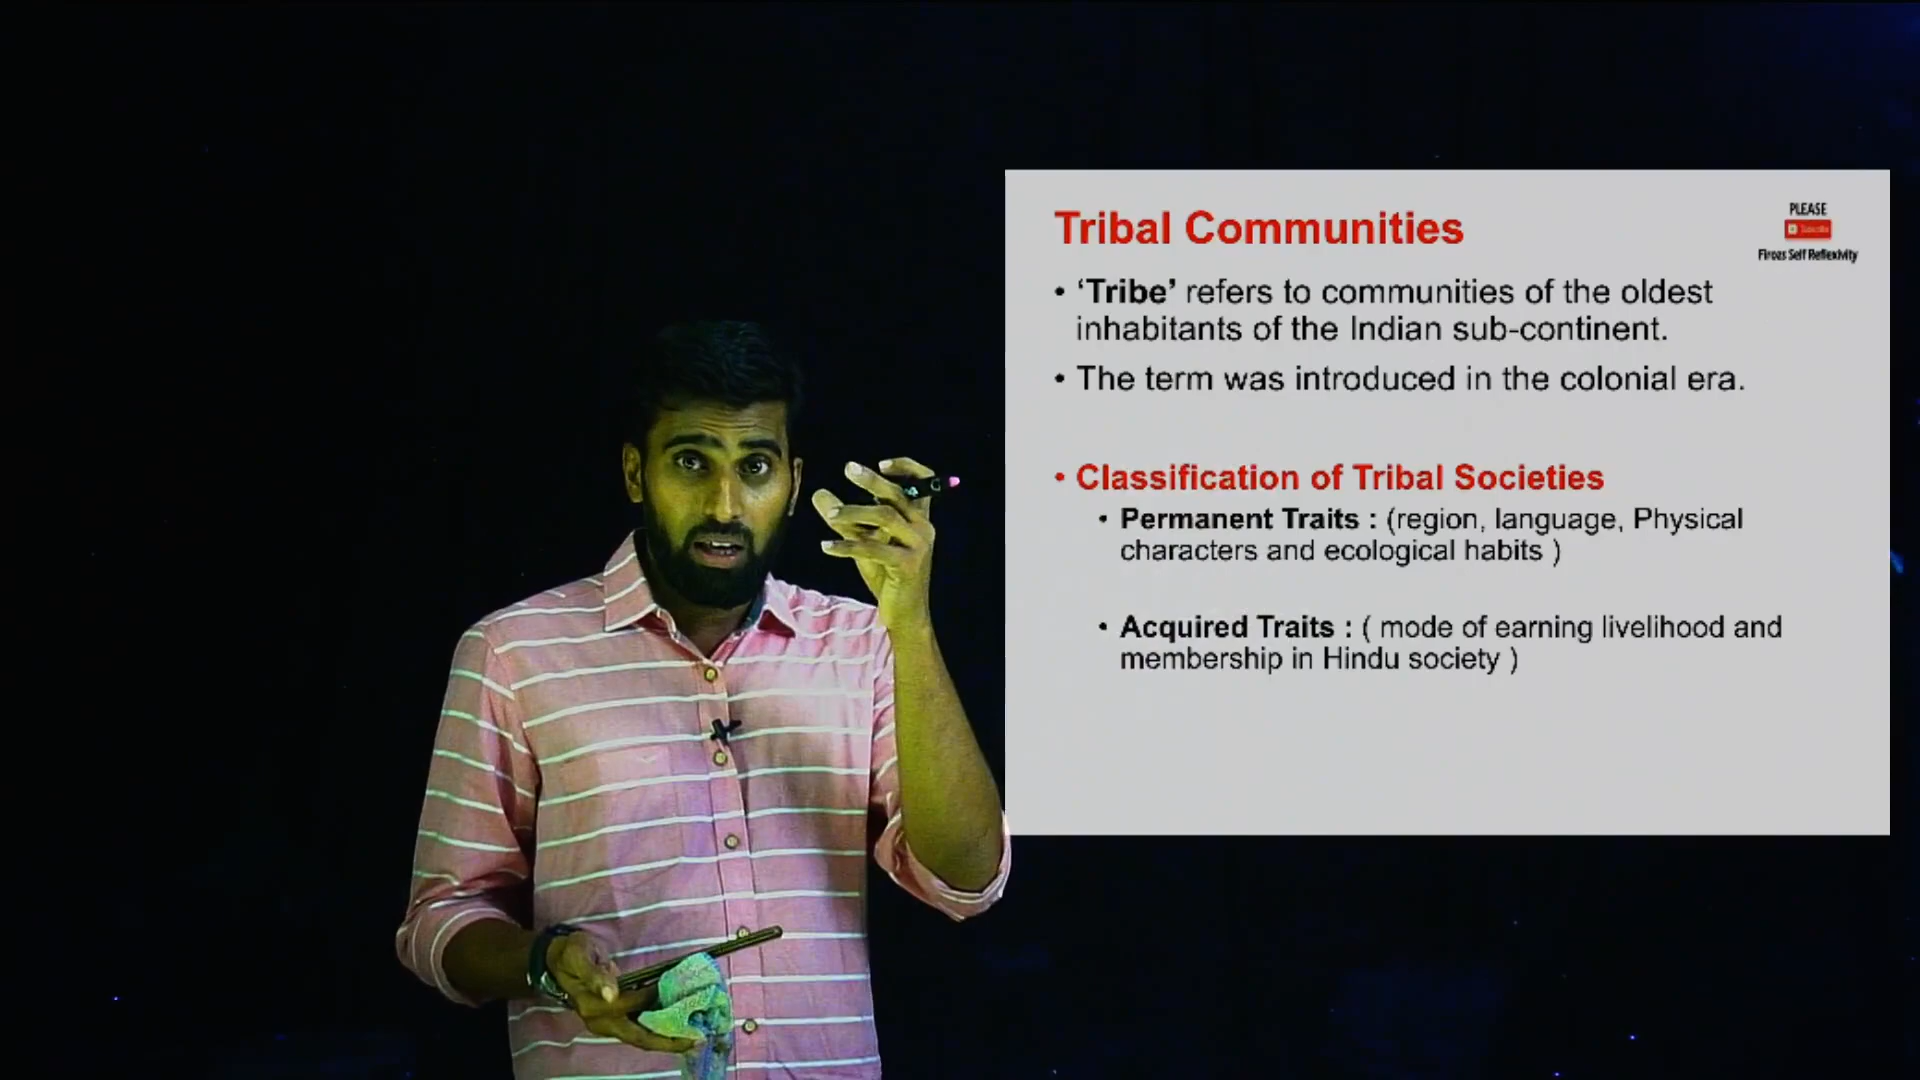 Tribal Communities
PLEASE
Subscribe
Firozs Self Reflexivity
• ‘Tribe’ refers to communities of the oldest
inhabitants of the Indian sub-continent.
• The term was introduced in the colonial era.
• Classification of Tribal Societies
• Permanent Traits : (region, language, Physical
characters and ecological habits )
• Acquired Traits : ( mode of earning livelihood and
membership in Hindu society )